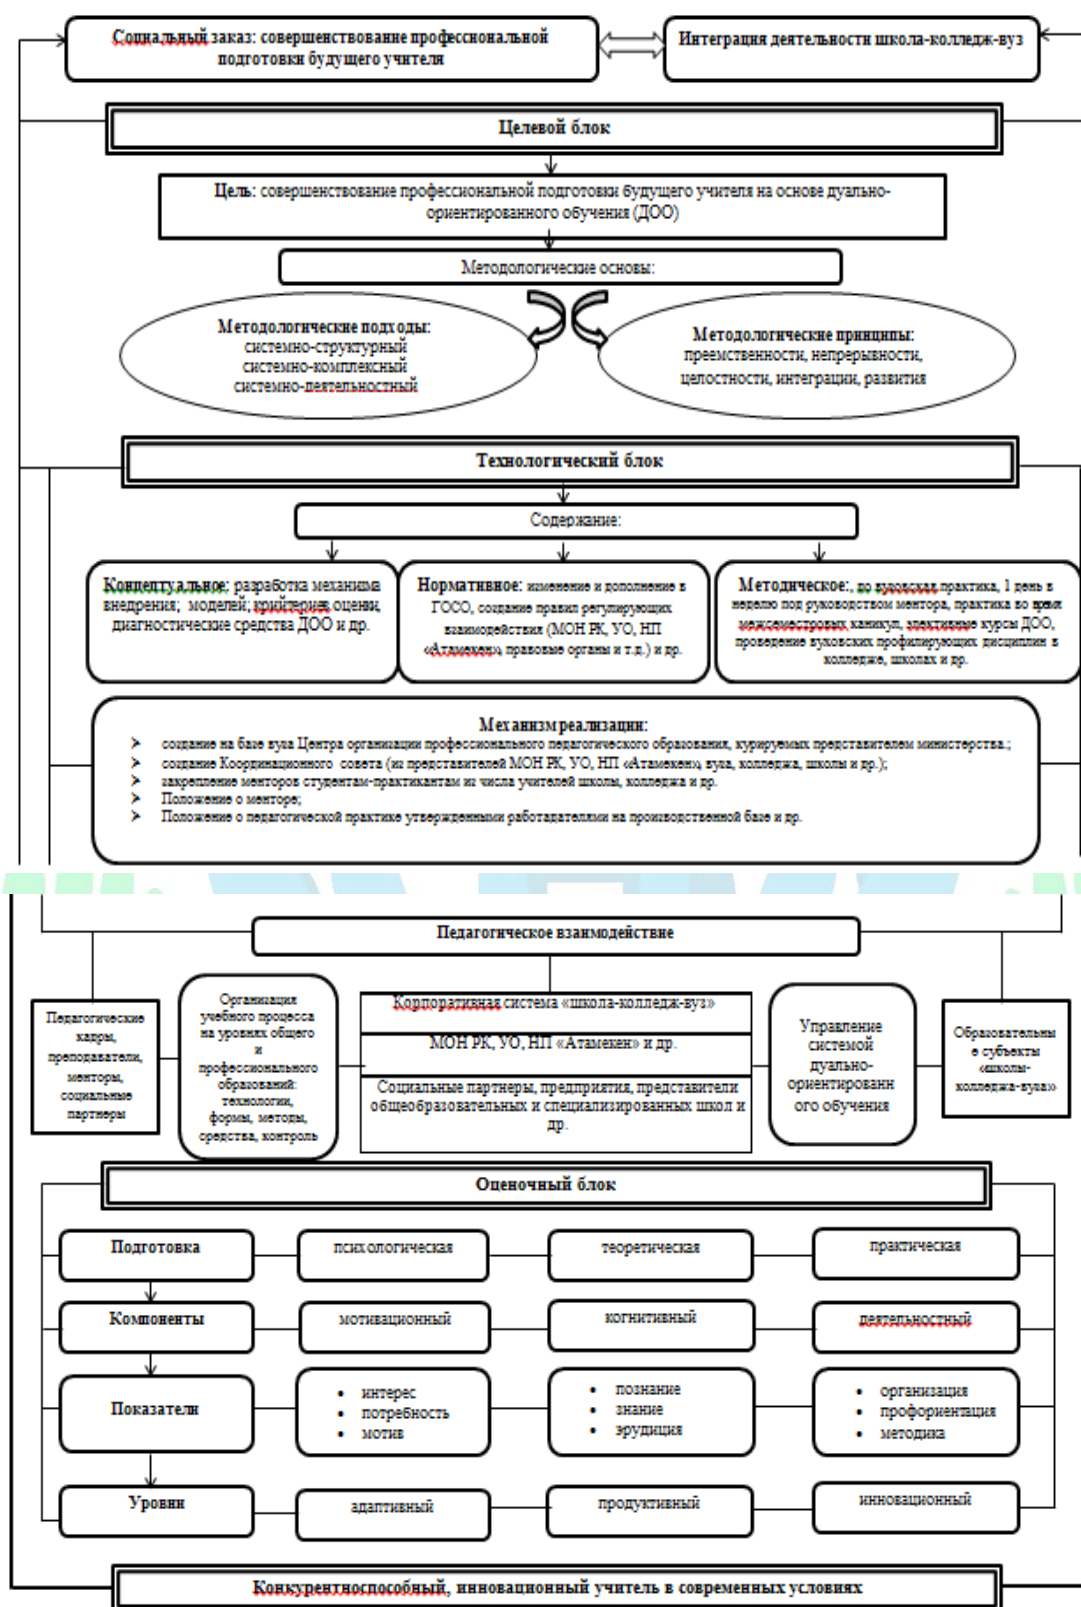 Социальный заказ: совершенствование профессиональной
подготовки будущего учителя
Интеграция деятельности школа-колледж-вуз
Целевой блок
Цель: совершенствование профессиональной подготовки будущего учителя на основе дуально-
ориентированного обучения (ДОО)
Методологические основы:
Методологические подходы:
системно-структурный
системно-комплексный
системно-деятельностный
Методологические принципы:
преемственности, непрерывности,
целостности, интеграции, развития
Технологический блок
Содержание:
Концептуальное: разработка механизма
внедрения; моделей; крийтериев оценки,
диагностические средства ДОО и др.
Нормативное: изменение и дополнение в
ГОСО, создание правил регулирующих
взаимодействия (МОН РК, УО, НП
«Атамекен», правовые органы и т.д.) и др.
Методическое:, до вузовская практика, 1 день в
неделю под руководством ментора, практика во время
межсеместровых каникул, элективные курсы ДОО,
проведение вузовских профилирующих дисциплин в
колледже, школах и др.
Механизм реализации:
➢ создание на базе вуза Центра организации профессионального педагогического образования, курируемых представителем министерства.;
➢ создание Координационного совета (из представителей МОН РК, УО, НП «Атамекен», вуза, колледжа, школы и др.);
➢ закрепление менторов студентам-практикантам из числа учителей школы, колледжа и др.
➢ Положение о менторе;
➢ Положение о педагогической практике утвержденными работадателями на производственной базе и др.
Педагогическое взаимодействие
Педагогические
кадры,
преподаватели,
менторы,
социальные
партнеры
Организация
учебного процесса
на уровнях общего
и
профессионального
образований:
технологии,
формы, методы,
средства, контроль
Корпоративная система «школа-колледж-вуз»
МОН РК, УО, НП «Атамекен» и др.
Социальные партнеры, предприятия, представители
общеобразовательных и специализированных школ и
др.
Управление
системой
дуально-
ориентированн
ого обучения
Образовательны
е субъекты
«школы-
колледжа-вуза»
Оценочный блок
Подготовка
психологическая
теоретическая
практическая
Компоненты
мотивационный
когнитивный
деятельностный
Показатели
• интерес
• потребность
• мотив
• познание
• знание
• эрудиция
• организация
• профориентация
• методика
Уровни
адаптивный
продуктивный
инновационный
Конкурентноспособный, инновационный учитель в современных условиях